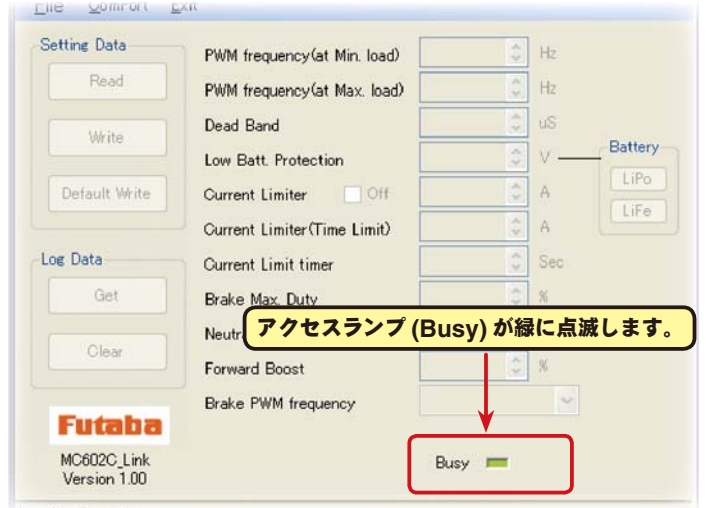 File ComPort Exit
Setting Data
Read
Write
Default Write
PWM frequency(at Min. load) Hz
PWM frequency(at Max. load) Hz
Dead Band uS
Low Batt. Protection V
Current Limiter Off A
Current Limiter(Time Limit) A
Current Limit timer Sec
Brake Max. Duty %
Neutr
Forward Boost %
Brake PWM frequency
Battery
LiPo
LiFe
Log Data
Get
Clear
アクセスランプ (Busy) が緑に点滅します。
Futaba
MC602C_Link
Version 1.00
Busy